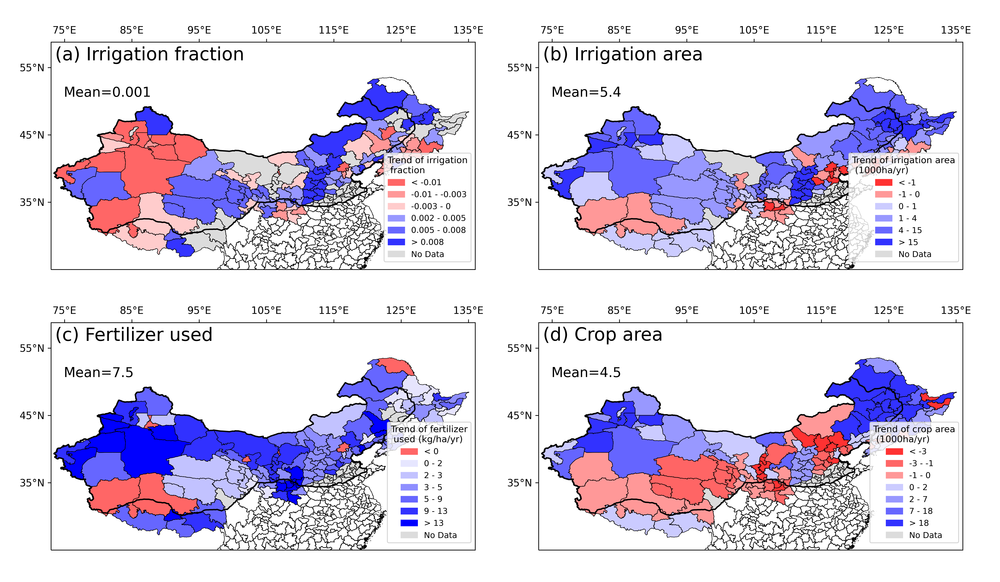 75°E 85°E 95°E 105°E 115°E 125°E 135°E
(a) Irrigation fraction
55°N
Mean=0.001
45°N
35°N
Trend of irrigation
fraction
< -0.01
-0.01 - -0.003
-0.003 - 0
0.002 - 0.005
0.005 - 0.008
> 0.008
No Data
75°E 85°E 95°E 105°E 115°E 125°E 135°E
(b) Irrigation area
55°N
Mean=5.4
45°N
35°N
Trend of irrigation area
(1000ha/yr)
< -1
-1 - 0
0 - 1
1 - 4
4 - 15
> 15
No Data
75°E 85°E 95°E 105°E 115°E 125°E 135°E
(c) Fertilizer used
55°N
Mean=7.5
45°N
35°N
Trend of fertilizer
used (kg/ha/yr)
< 0
0 - 2
2 - 3
3 - 5
5 - 9
9 - 13
> 13
No Data
75°E 85°E 95°E 105°E 115°E 125°E 135°E
(d) Crop area
55°N
Mean=4.5
45°N
35°N
Trend of crop area
(1000ha/yr)
< -3
-3 - -1
-1 - 0
0 - 2
2 - 7
7 - 18
> 18
No Data